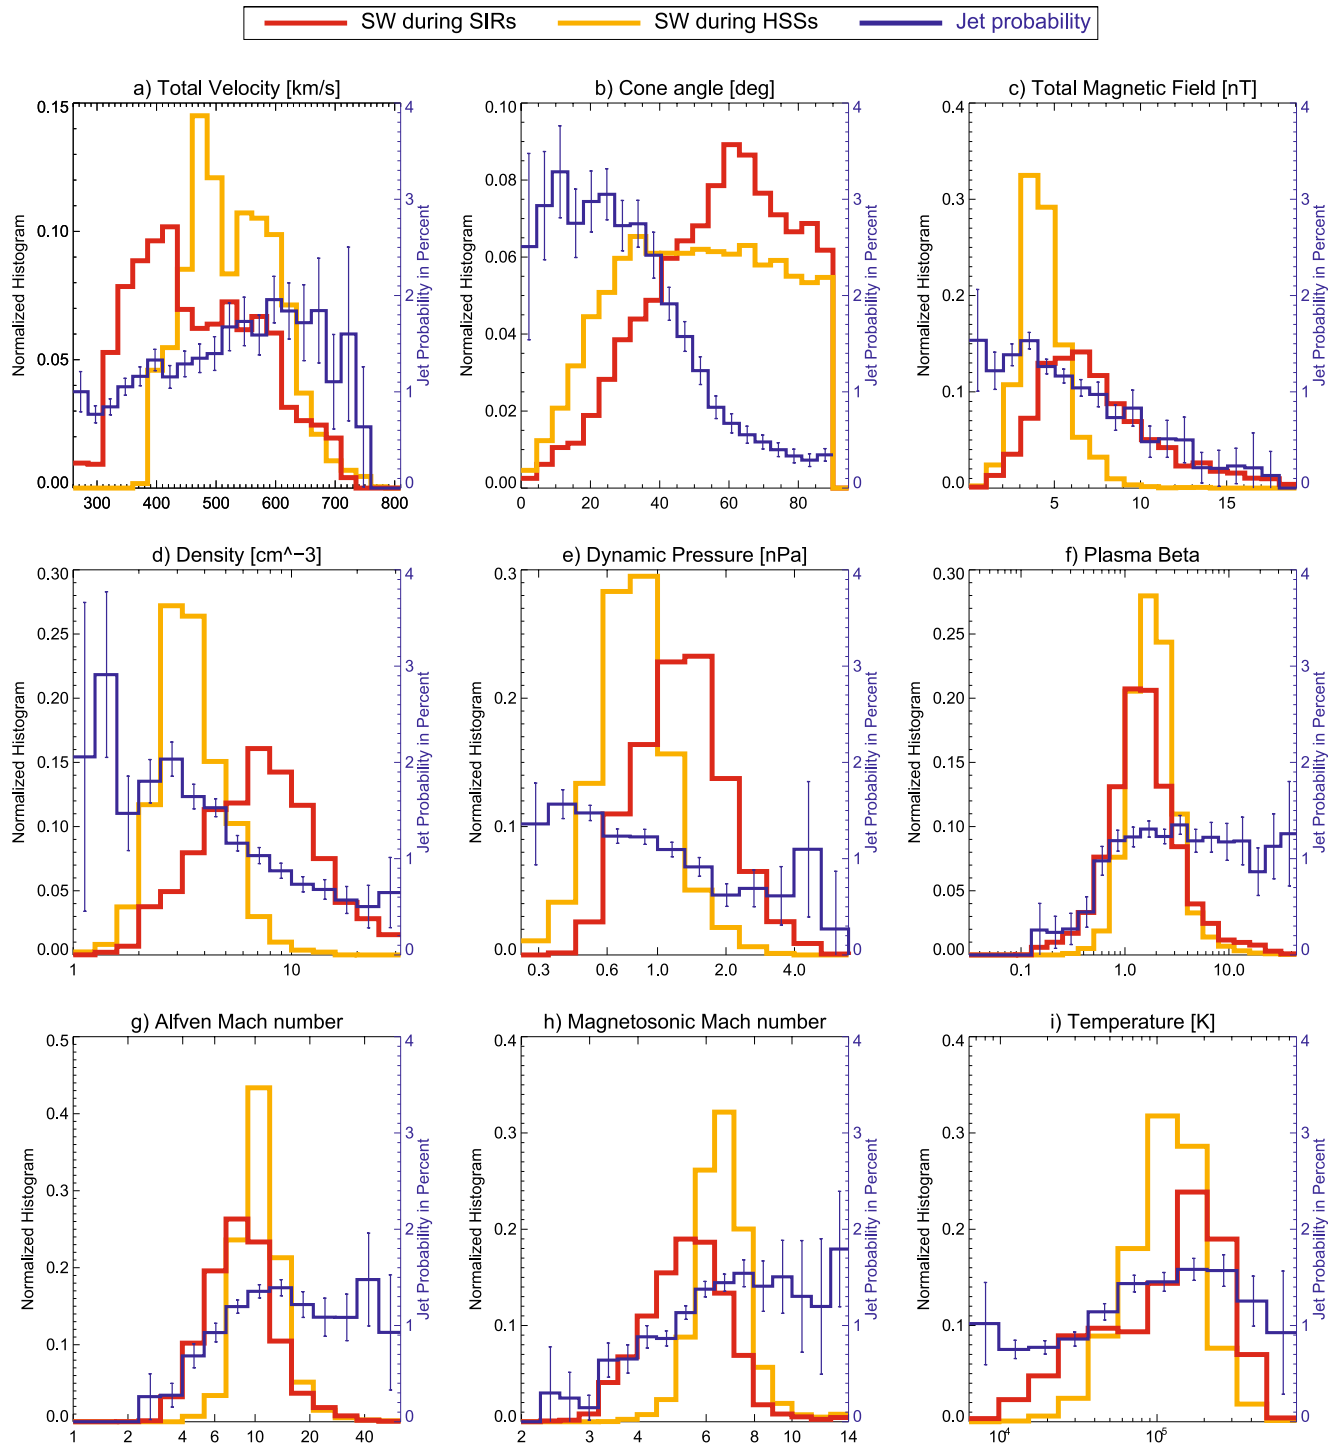 SW during SIRs SW during HSSs Jet probability
a) Total Velocity [km/s]
b) Cone angle [deg]
c) Total Magnetic Field [nT]
0.15
0.10
0.05
0.00
Normalized Histogram
300 400 500 600 700 800
4
3
2
1
0
Jet Probability in Percent
0.10
0.08
0.06
0.04
0.02
0.00
Normalized Histogram
0 20 40 60 80
4
3
2
1
0
Jet Probability in Percent
0.4
0.3
0.2
0.1
0.0
Normalized Histogram
5 10 15
4
3
2
1
0
Jet Probability in Percent
d) Density [cm^−3]
e) Dynamic Pressure [nPa]
f) Plasma Beta
0.30
0.25
0.20
0.15
0.10
0.05
0.00
Normalized Histogram
1 10
4
3
2
1
0
Jet Probability in Percent
0.3
0.2
0.1
0.0
Normalized Histogram
0.3 0.6 1.0 2.0 4.0
4
3
2
1
0
Jet Probability in Percent
0.30
0.25
0.20
0.15
0.10
0.05
0.00
Normalized Histogram
0.1 1.0 10.0
4
3
2
1
0
Jet Probability in Percent
g) Alfven Mach number
h) Magnetosonic Mach number
i) Temperature [K]
0.5
0.4
0.3
0.2
0.1
0.0
Normalized Histogram
1 2 4 6 10 20 40
4
3
2
1
0
Jet Probability in Percent
0.4
0.3
0.2
0.1
0.0
Normalized Histogram
2 3 4 6 8 10 14
4
3
2
1
0
Jet Probability in Percent
0.4
0.3
0.2
0.1
0.0
Normalized Histogram
10⁴ 10⁵
4
3
2
1
0
Jet Probability in Percent